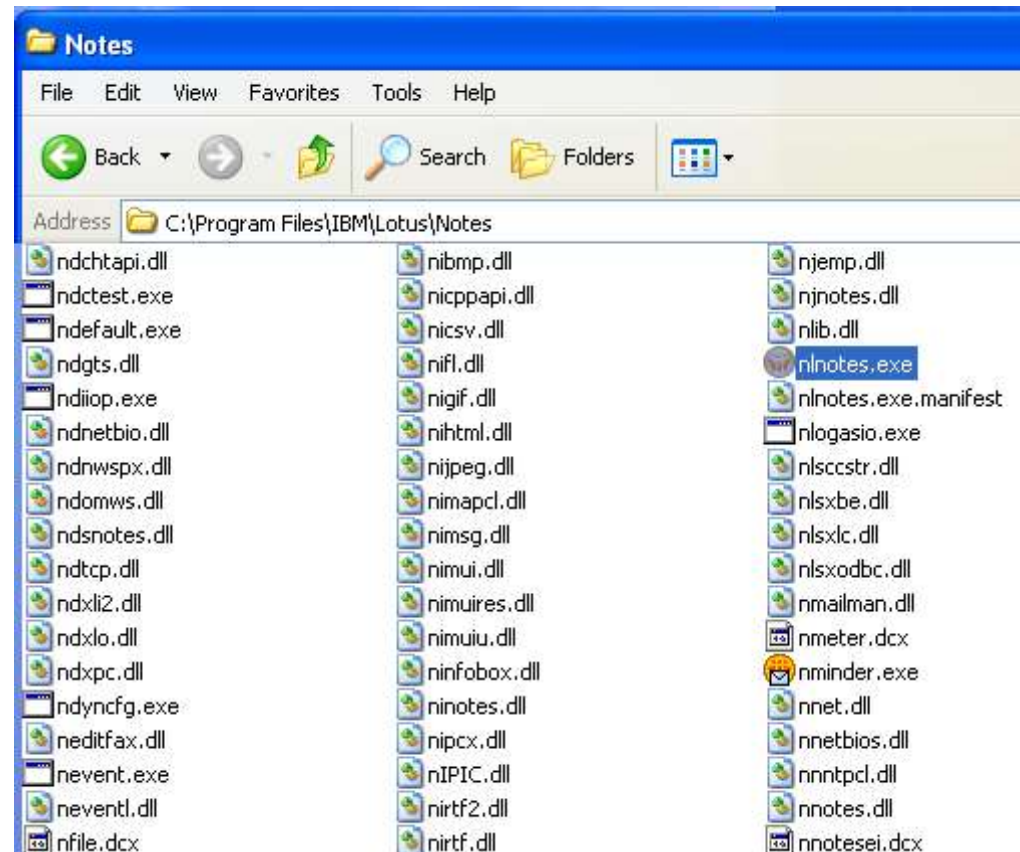 Notes
File Edit View Favorites Tools Help
Back Search Folders
Address C:\Program Files\IBM\Lotus\Notes
ndchtapi.dll
ndctest.exe
ndefault.exe
ndgts.dll
ndiiop.exe
ndnetbio.dll
ndnwspx.dll
ndomws.dll
ndsnotes.dll
ndtcp.dll
ndxli2.dll
ndxlo.dll
ndxpc.dll
ndyncfg.exe
neditfax.dll
nevent.exe
neventl.dll
nfile.dcx
nibmp.dll
nicppapi.dll
nicsv.dll
nifl.dll
nigif.dll
nihtml.dll
nijpeg.dll
nimapcl.dll
nimsg.dll
nimui.dll
nimuires.dll
nimuiu.dll
ninfobox.dll
ninotes.dll
nipcx.dll
nIPIC.dll
nirtf2.dll
nirtf.dll
njemp.dll
njnotes.dll
nlib.dll
nlnotes.exe
nlnotes.exe.manifest
nlogasio.exe
nlsccstr.dll
nlsxbe.dll
nlsxlc.dll
nlsxodbc.dll
nmailman.dll
nmeter.dcx
nminder.exe
nnet.dll
nnetbios.dll
nnntpcl.dll
nnotes.dll
nnotesei.dcx